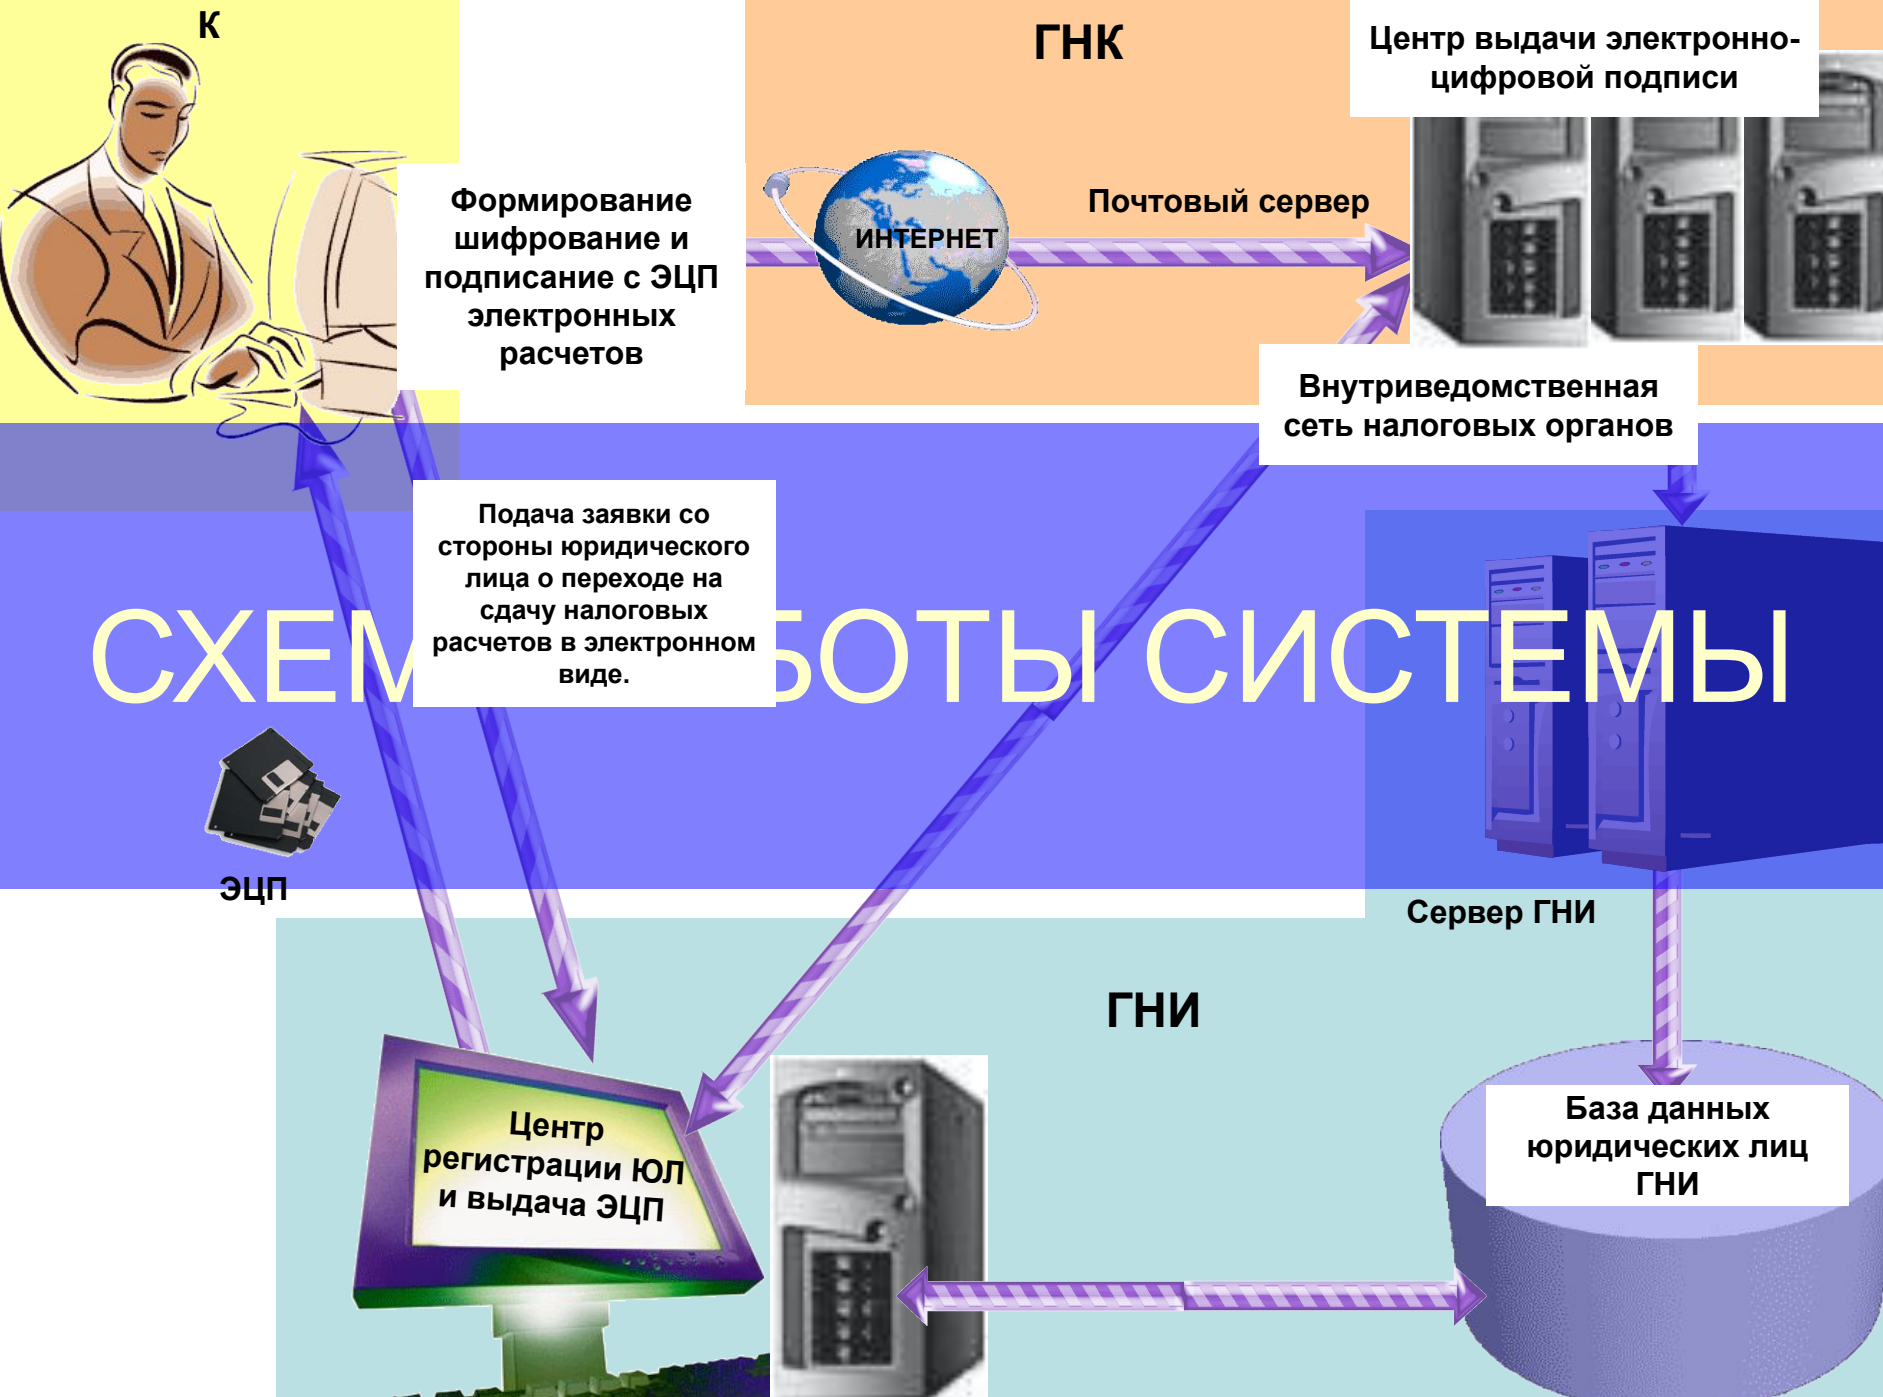 К
ГНК
Центр выдачи электронно-
цифровой подписи
Формирование
шифрование и
подписание с ЭЦП
электронных
расчетов
ИНТЕРНЕТ
Почтовый сервер
Внутриведомственная
сеть налоговых органов
Подача заявки со
стороны юридического
лица о переходе на
сдачу налоговых
расчетов в электронном
виде.
СИСТЕМЫ
ЭЦП
Сервер ГНИ
ГНИ
Центр
регистрации ЮЛ
и выдача ЭЦП
База данных
юридических лиц
ГНИ